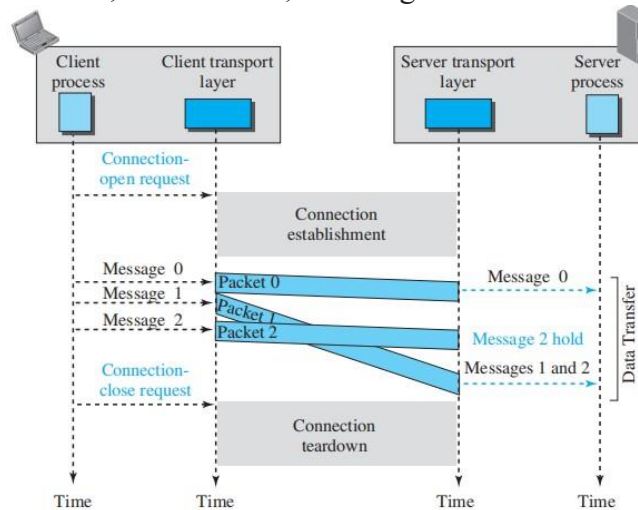 Client
process
Client transport
layer
Server transport
layer
Server
process
Connection-
open request
Connection
establishment
Message 0
Packet 0
Message 0
Message 1
Packet 1
Message 2
Packet 2
Message 2 hold
Messages 1 and 2
Data Transfer
Connection-
close request
Connection
teardown
Time
Time
Time
Time